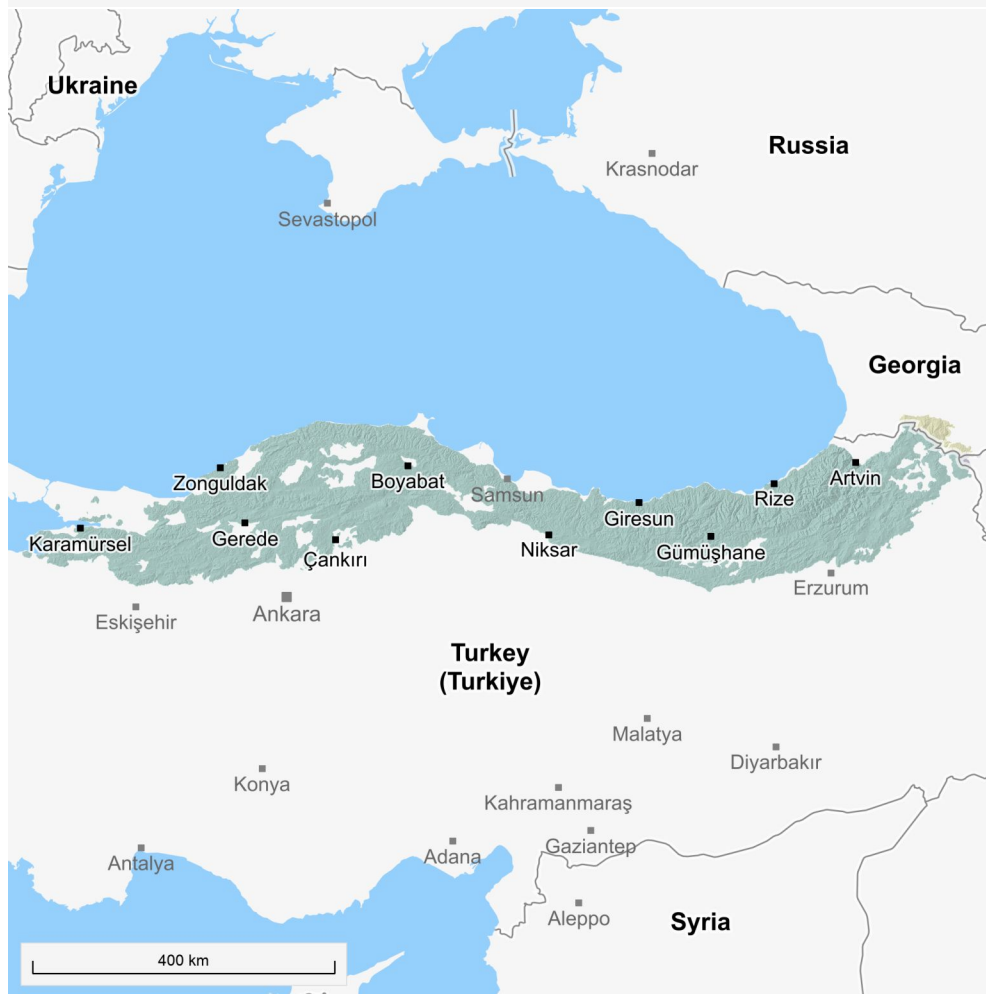 Ukraine
Russia
Krasnodar
Sevastopol
Georgia
Zonguldak
Boyabat
Samsun
Artvin
Rize
Giresun
Karamürsel
Gerede
Çankırı
Niksar
Gümüşhane
Erzurum
Eskişehir
Ankara
Turkey
(Turkiye)
Malatya
Diyarbakır
Konya
Kahramanmaraş
Gaziantep
Antalya
Adana
Aleppo
Syria
400 km